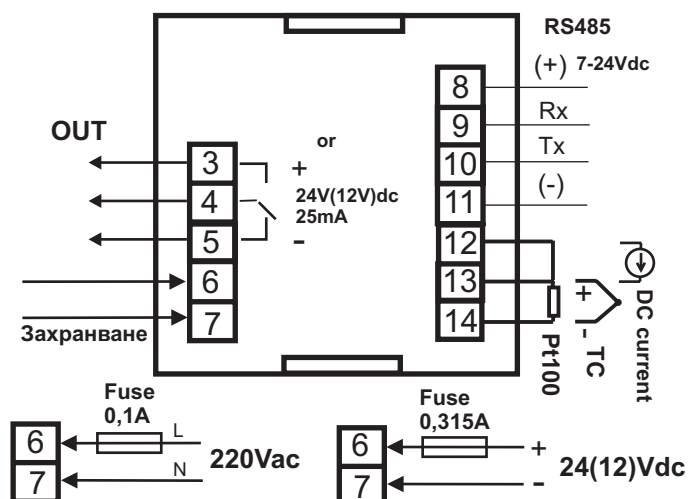 RS485
8 (+) 7-24Vdc
9 Rx
10 Tx
11 (-)
12
13
14
OUT
or
3 +
4 24V(12V)dc
25mA
5 -
6
7
Захранване
+
- TC
Pt100
DC current
Fuse
0,1A
6 L
7 N
220Vac
Fuse
0,315A
6 +
7 -
24(12)Vdc